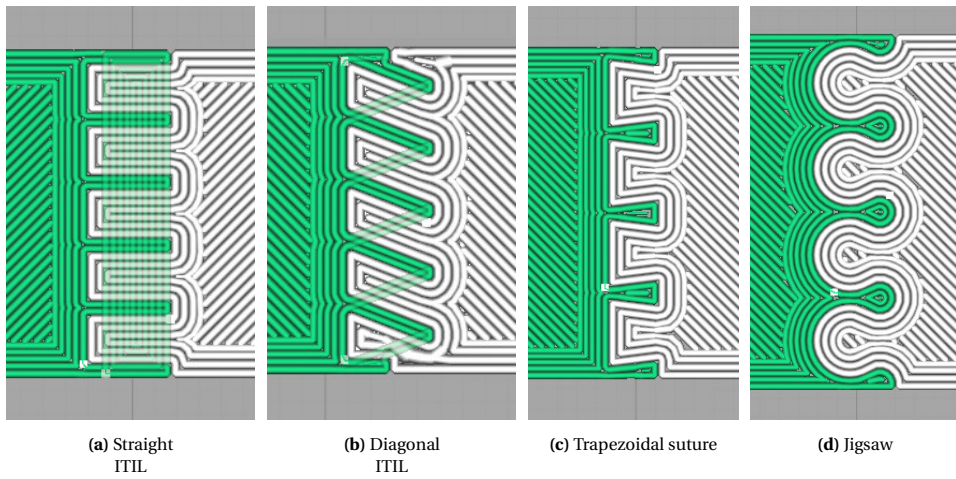 (a) Straight
ITIL
(b) Diagonal
ITIL
(c) Trapezoidal suture
(d) Jigsaw